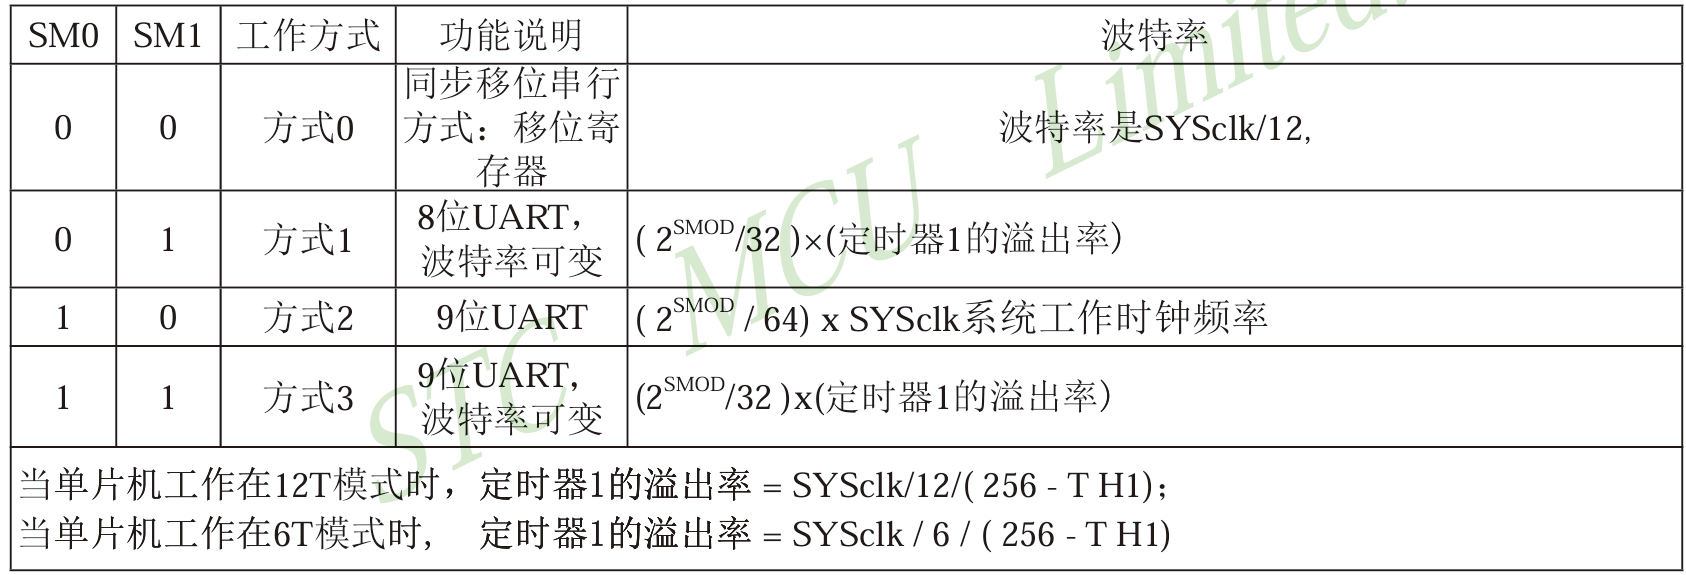 SM0 SM1 工作方式 功能说明 波特率
0 0 方式0 同步移位串行
方式：移位寄
存器 波特率是SYSclk/12,
0 1 方式1 8位UART，
波特率可变 ( 2^SMOD/32 )×(定时器1的溢出率）
1 0 方式2 9位UART ( 2^SMOD / 64) x SYSclk系统工作时钟频率
1 1 方式3 9位UART，
波特率可变 (2^SMOD/32 )x(定时器1的溢出率）
当单片机工作在12T模式时，定时器1的溢出率 = SYSclk/12/( 256 - T H1)；
当单片机工作在6T模式时， 定时器1的溢出率 = SYSclk / 6 / ( 256 - T H1)
STC MCU Limited.